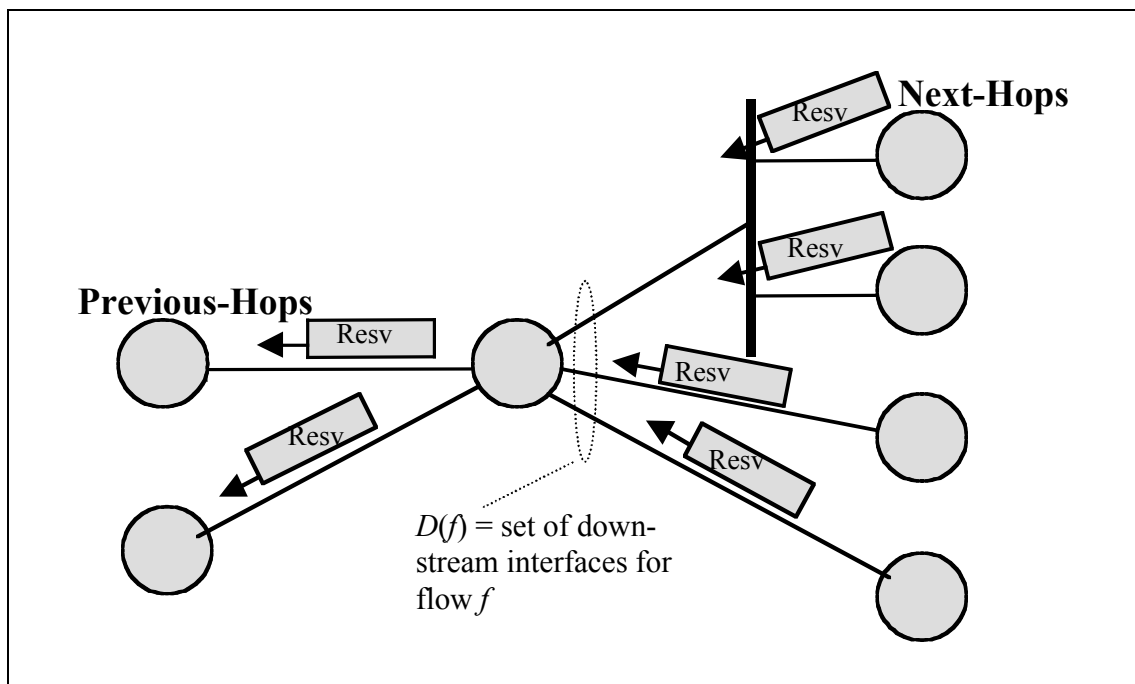 Next-Hops
Resv
Resv
Previous-Hops
Resv
Resv
Resv
Resv
D(f) = set of down-
stream interfaces for
flow f